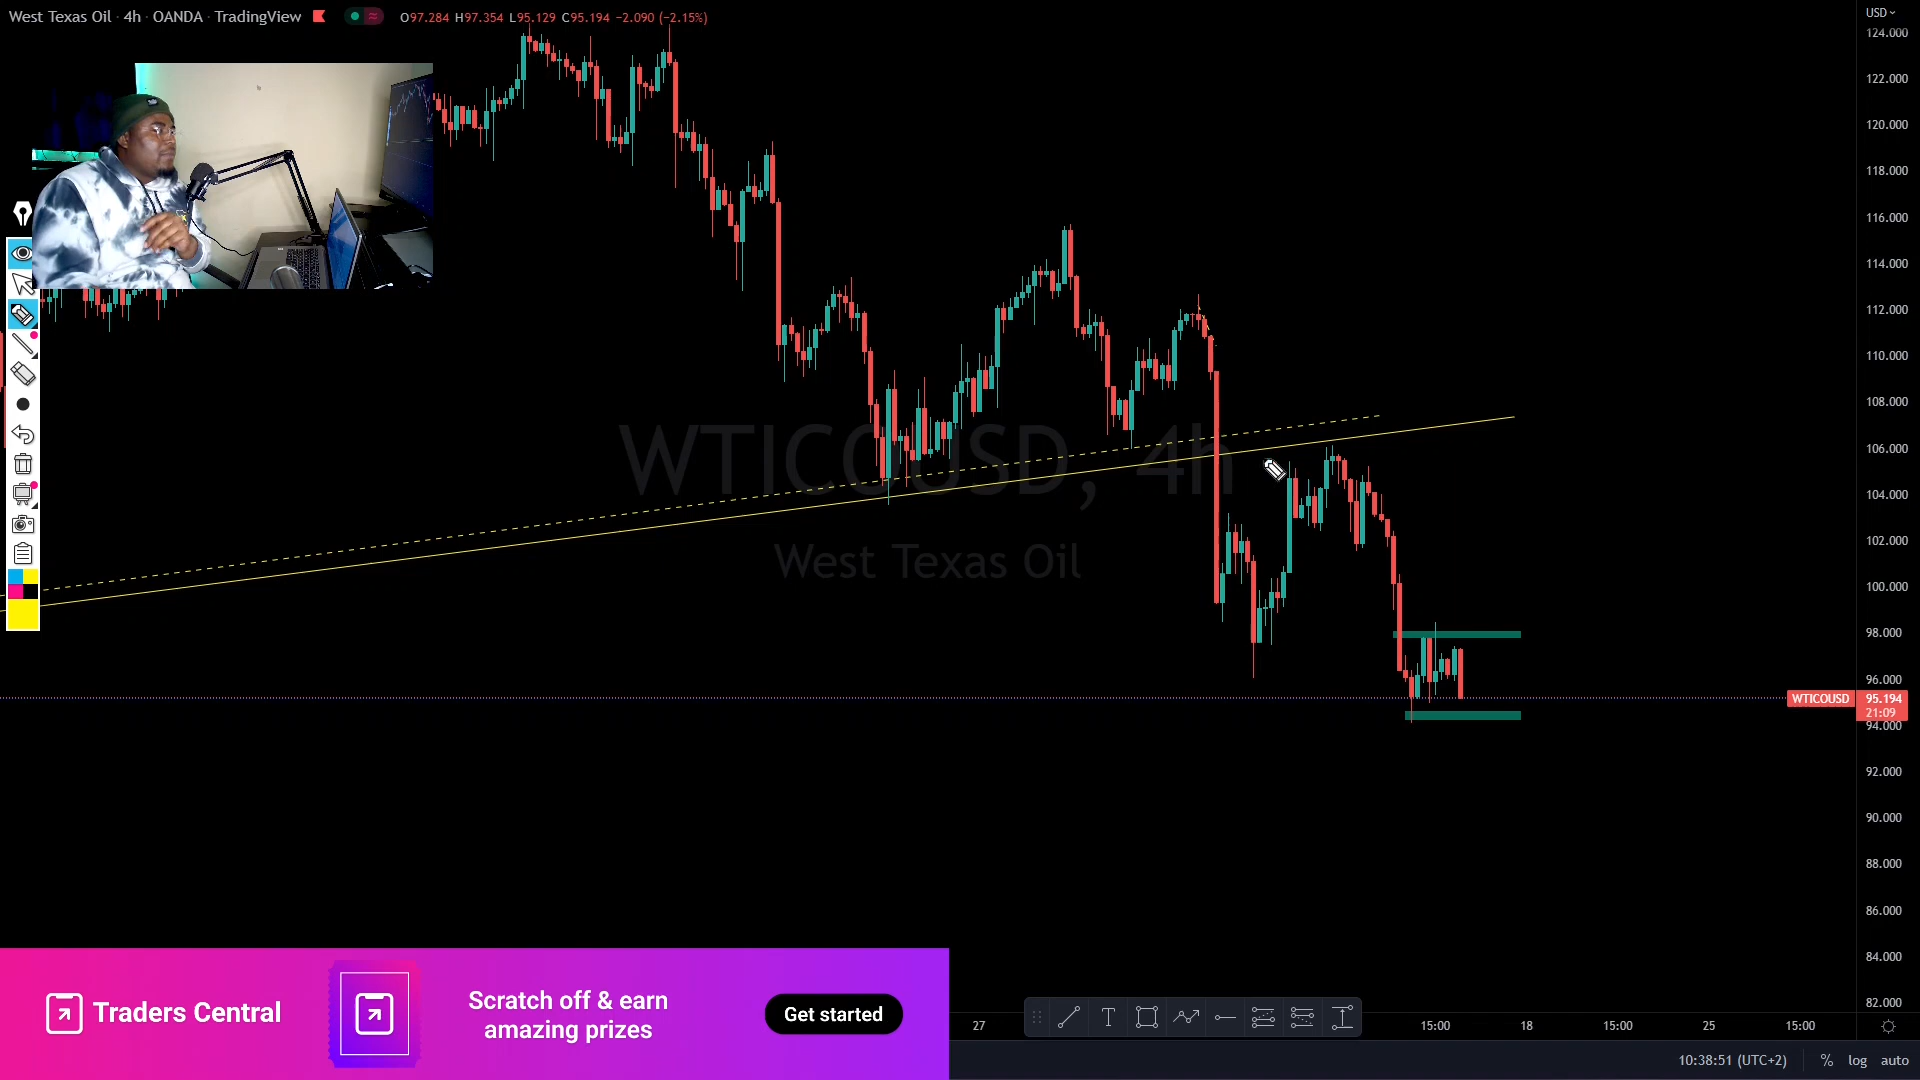 West Texas Oil · 4h · OANDA · TradingView
O97.284 H97.354 L95.129 C95.194 −2.090 (−2.15%)
USD
124.000
122.000
120.000
118.000
116.000
114.000
112.000
110.000
108.000
106.000
104.000
102.000
100.000
98.000
96.000
94.000
92.000
90.000
88.000
86.000
84.000
82.000
WTICOUSD, 4h
West Texas Oil
WTICOUSD
95.194
21:09
Traders Central
Scratch off & earn
amazing prizes
Get started
27
15:00
18
15:00
25
15:00
10:38:51 (UTC+2)
%
log
auto